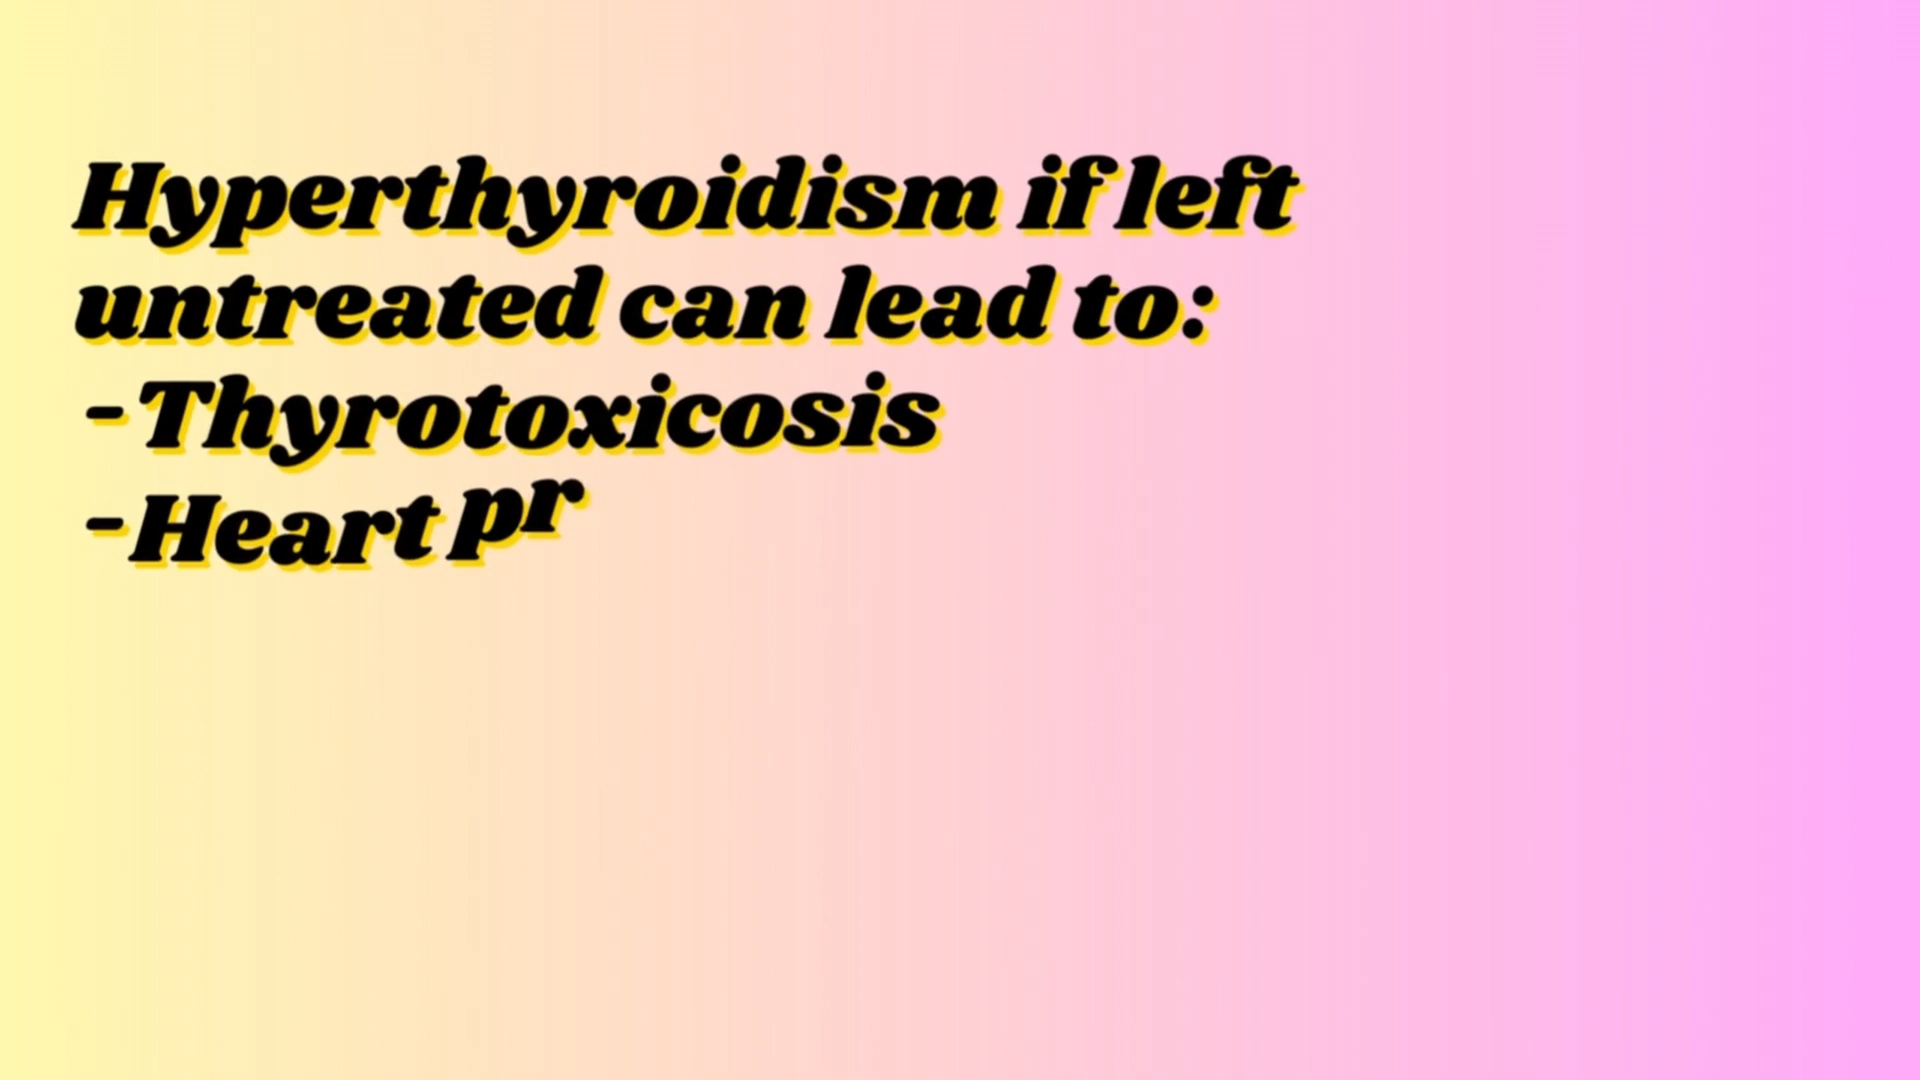 Hyperthyroidism if left
untreated can lead to:
-Thyrotoxicosis
-Heart pr